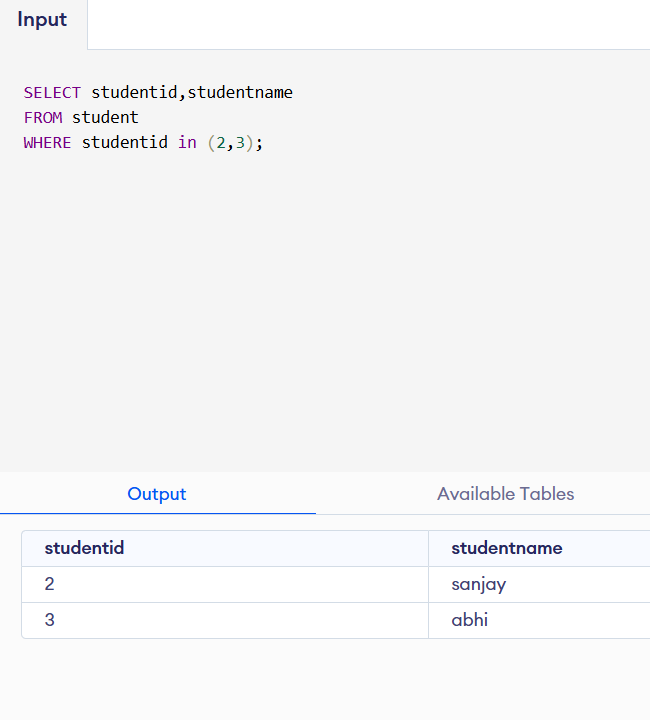 Input
SELECT studentid,studentname
FROM student
WHERE studentid in (2,3);
Output Available Tables
studentid studentname
2 sanjay
3 abhi